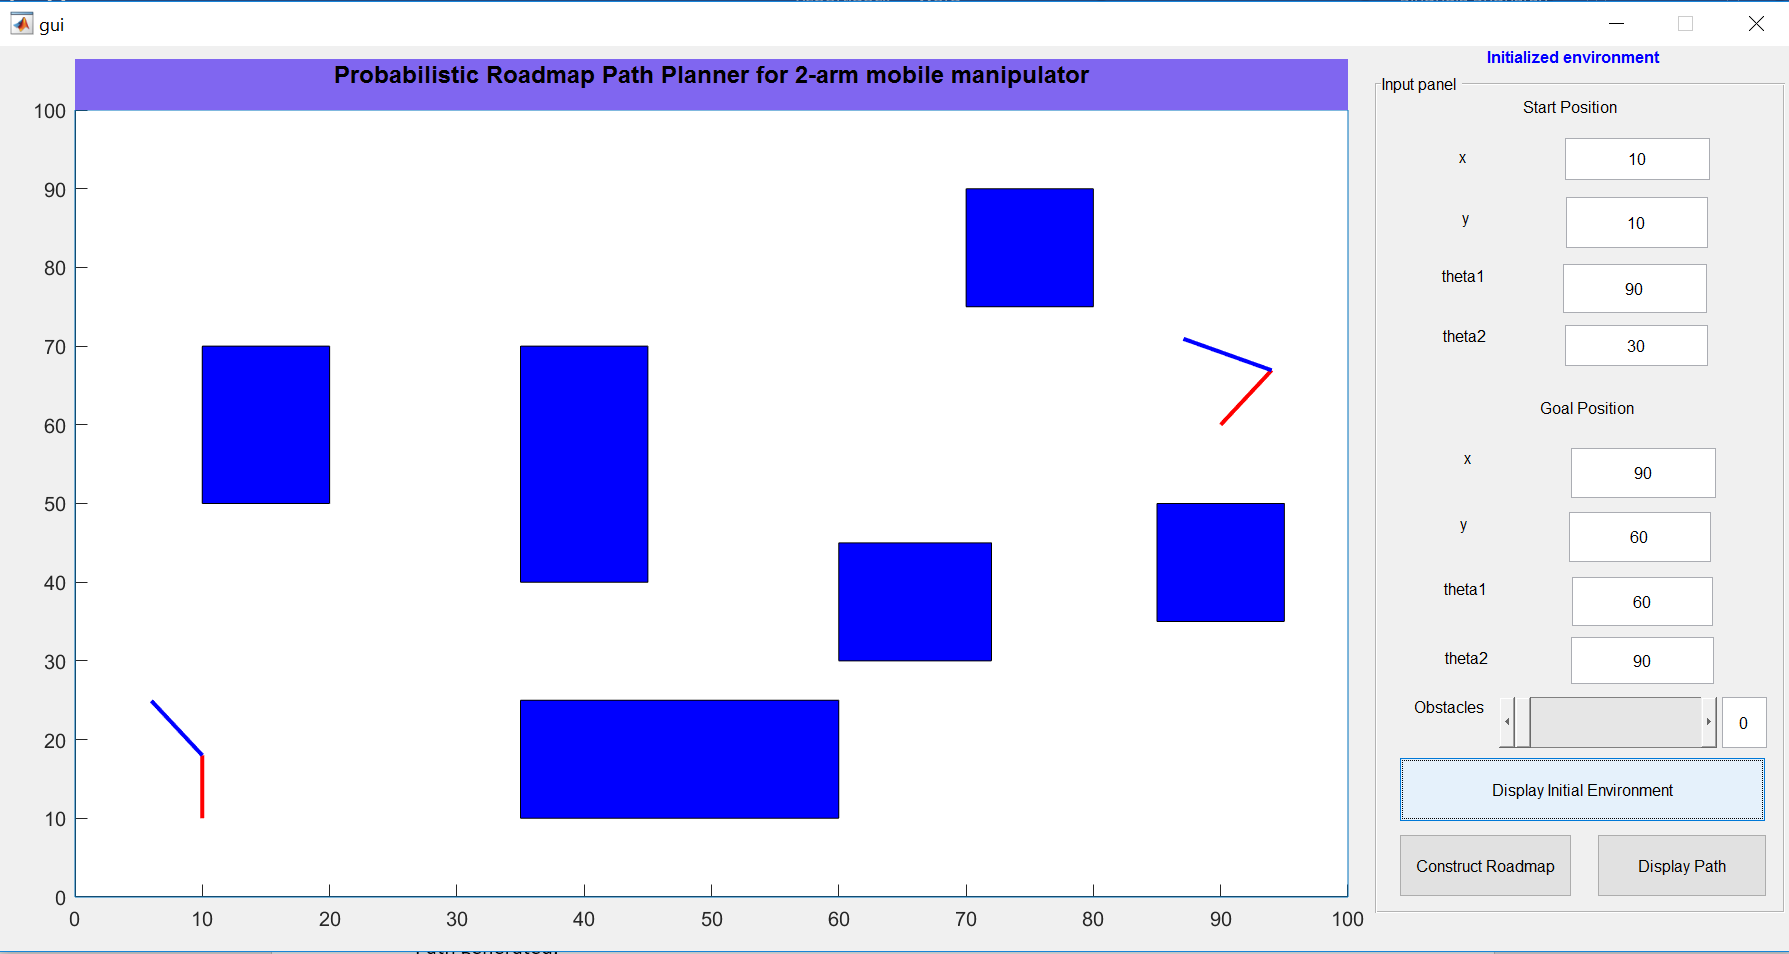 gui
Probabilistic Roadmap Path Planner for 2-arm mobile manipulator
100
90
80
70
60
50
40
30
20
10
0
0 10 20 30 40 50 60 70 80 90 100
Initialized environment
Input panel
Start Position
x 10
y 10
theta1 90
theta2 30
Goal Position
x 90
y 60
theta1 60
theta2 90
Obstacles 0
Display Initial Environment
Construct Roadmap Display Path